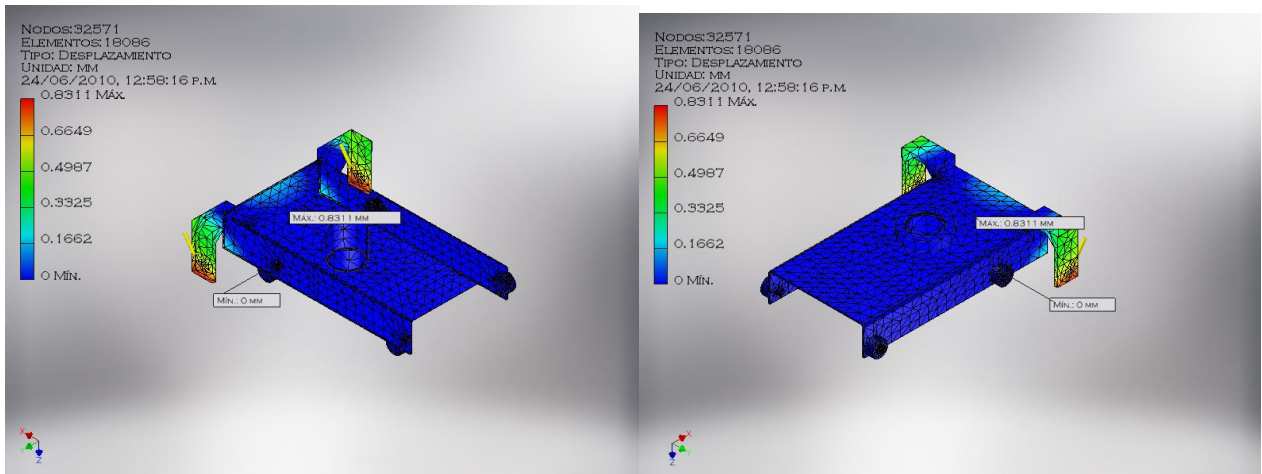 Nodos:32571
Elementos:18086
Tipo: Desplazamiento
Unidad: mm
24/06/2010, 12:58:16 p.m.
0.8311 Máx.
0.6649
0.4987
0.3325
0.1662
0 Mín.
Máx.: 0.8311 mm
Mín.: 0 mm
X
Y
Z
Nodos:32571
Elementos:18086
Tipo: Desplazamiento
Unidad: mm
24/06/2010, 12:58:16 p.m.
0.8311 Máx.
0.6649
0.4987
0.3325
0.1662
0 Mín.
Máx.: 0.8311 mm
Mín.: 0 mm
X
Y
Z